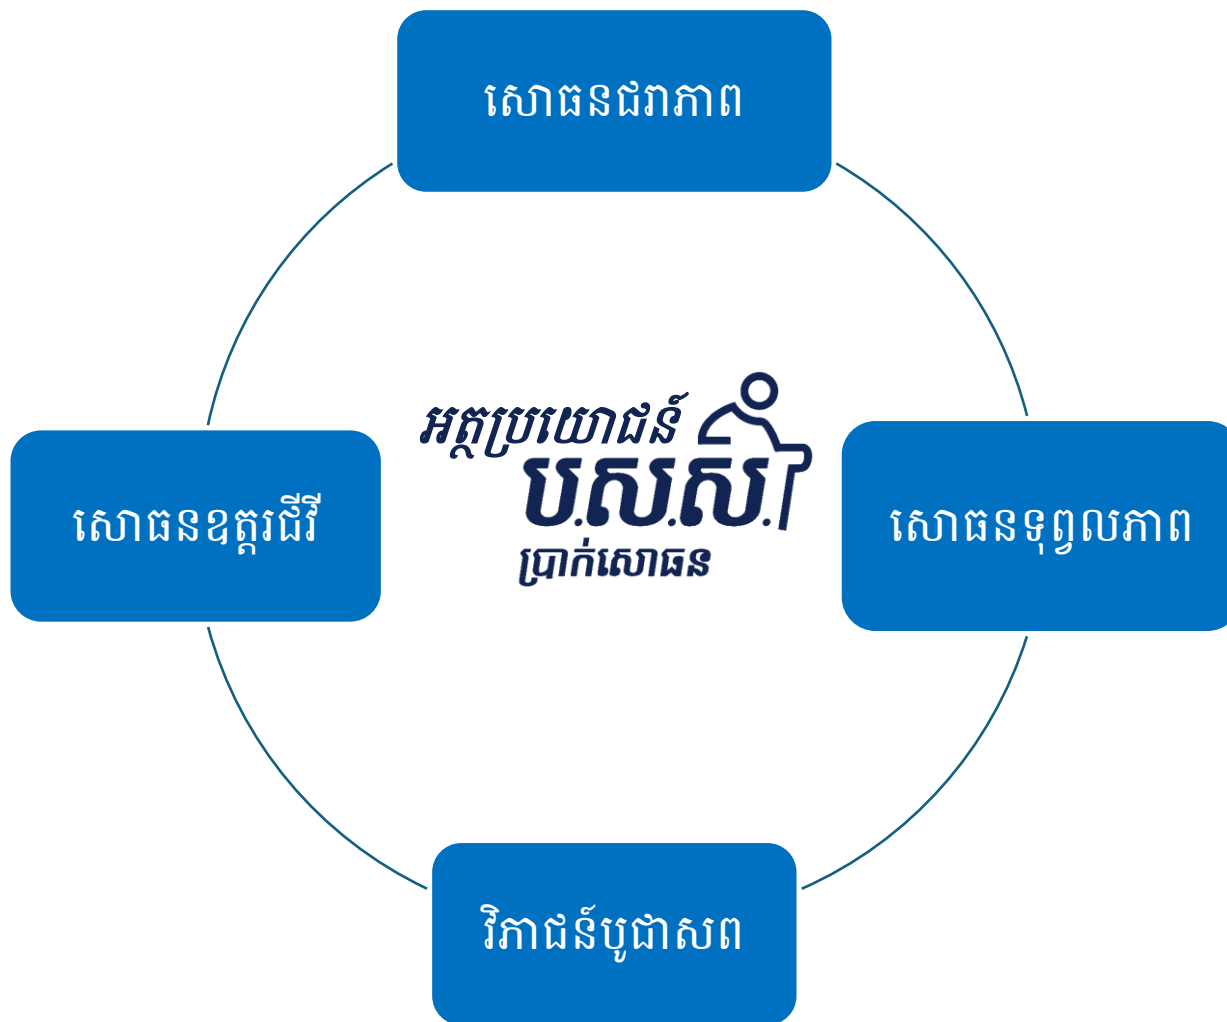 សោធនជរាភាព
អត្ថប្រយោជន៍
ប.ស.ស.
ប្រាក់សោធន
សោធនឧត្តរជីវី
សោធនទុព្វលភាព
វិភាជន៍បូជាសព